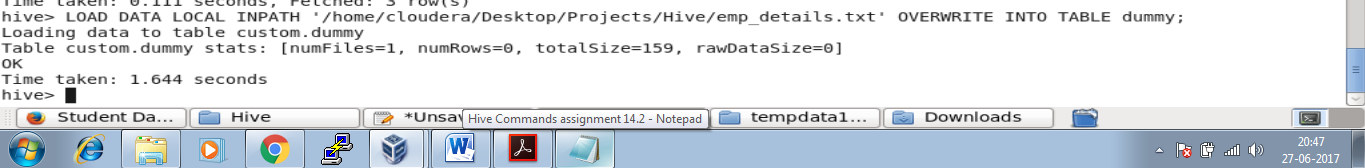 Time taken: 0.111 seconds, Fetched: 3 row(s)
hive> LOAD DATA LOCAL INPATH '/home/cloudera/Desktop/Projects/Hive/emp_details.txt' OVERWRITE INTO TABLE dummy;
Loading data to table custom.dummy
Table custom.dummy stats: [numFiles=1, numRows=0, totalSize=159, rawDataSize=0]
OK
Time taken: 1.644 seconds
hive>
Student Da... Hive *Unsav Hive Commands assignment 14.2 - Notepad tempdata1... Downloads
20:47
27-06-2017